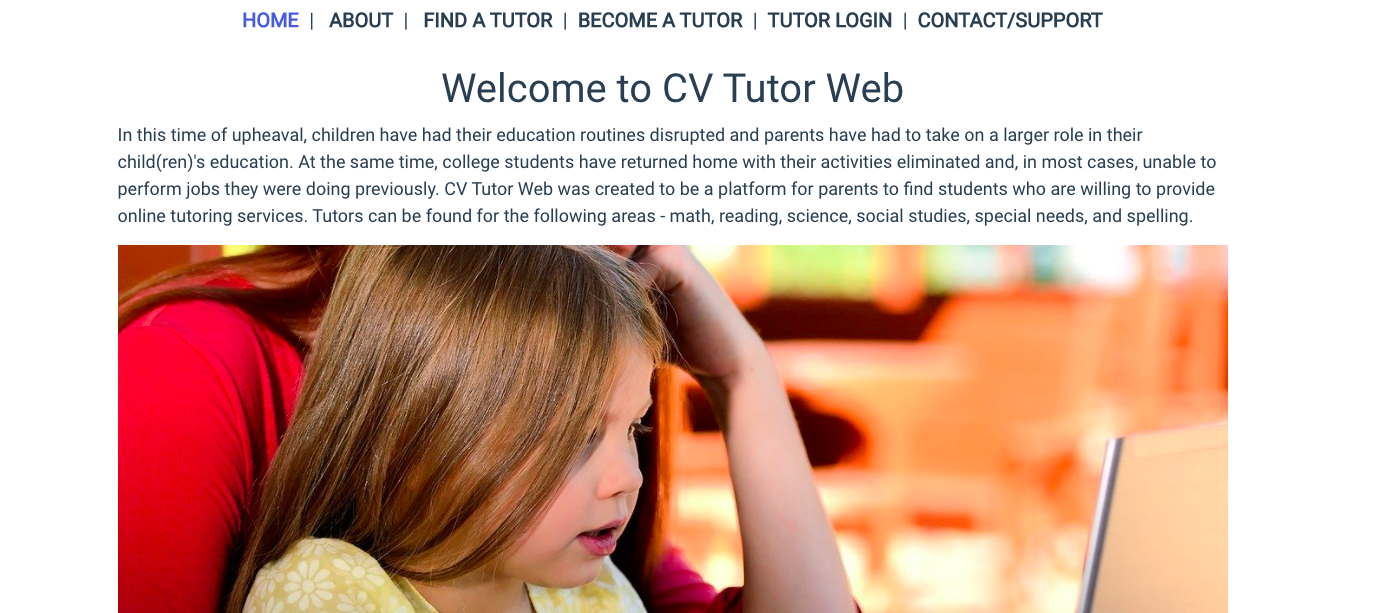 HOME | ABOUT | FIND A TUTOR | BECOME A TUTOR | TUTOR LOGIN | CONTACT/SUPPORT
Welcome to CV Tutor Web
In this time of upheaval, children have had their education routines disrupted and parents have had to take on a larger role in their
child(ren)'s education. At the same time, college students have returned home with their activities eliminated and, in most cases, unable to
perform jobs they were doing previously. CV Tutor Web was created to be a platform for parents to find students who are willing to provide
online tutoring services. Tutors can be found for the following areas - math, reading, science, social studies, special needs, and spelling.